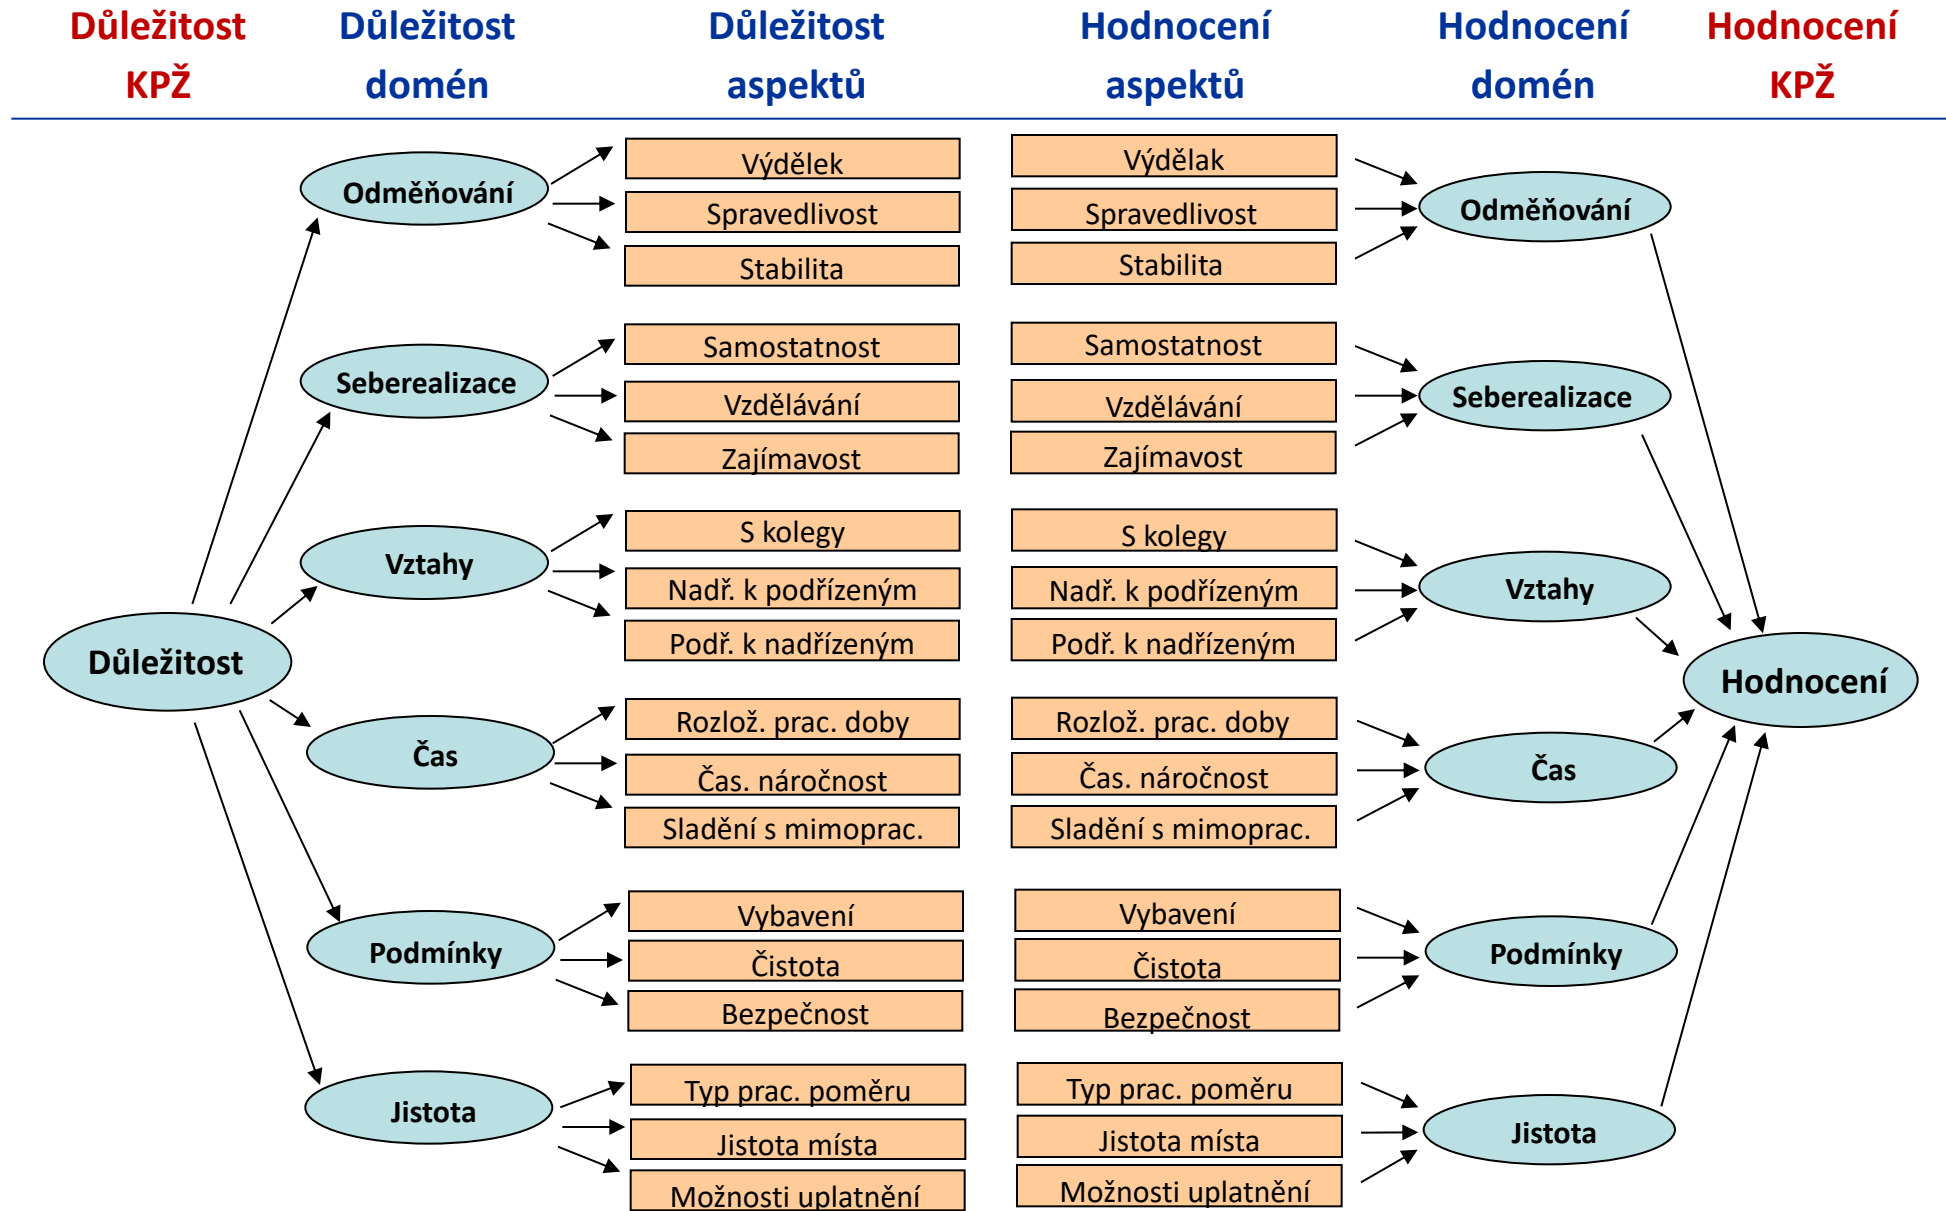 Důležitost KPŽ
Důležitost domén
Důležitost aspektů
Hodnocení aspektů
Hodnocení domén
Hodnocení KPŽ
Důležitost
Odměňování
Seberealizace
Vztahy
Čas
Podmínky
Jistota
Výdělek
Spravedlivost
Stabilita
Samostatnost
Vzdělávání
Zajímavost
S kolegy
Nadř. k podřízeným
Podř. k nadřízeným
Rozlož. prac. doby
Čas. náročnost
Sladění s mimoprac.
Vybavení
Čistota
Bezpečnost
Typ prac. poměru
Jistota místa
Možnosti uplatnění
Výdělak
Spravedlivost
Stabilita
Samostatnost
Vzdělávání
Zajímavost
S kolegy
Nadř. k podřízeným
Podř. k nadřízeným
Rozlož. prac. doby
Čas. náročnost
Sladění s mimoprac.
Vybavení
Čistota
Bezpečnost
Typ prac. poměru
Jistota místa
Možnosti uplatnění
Odměňování
Seberealizace
Vztahy
Čas
Podmínky
Jistota
Hodnocení